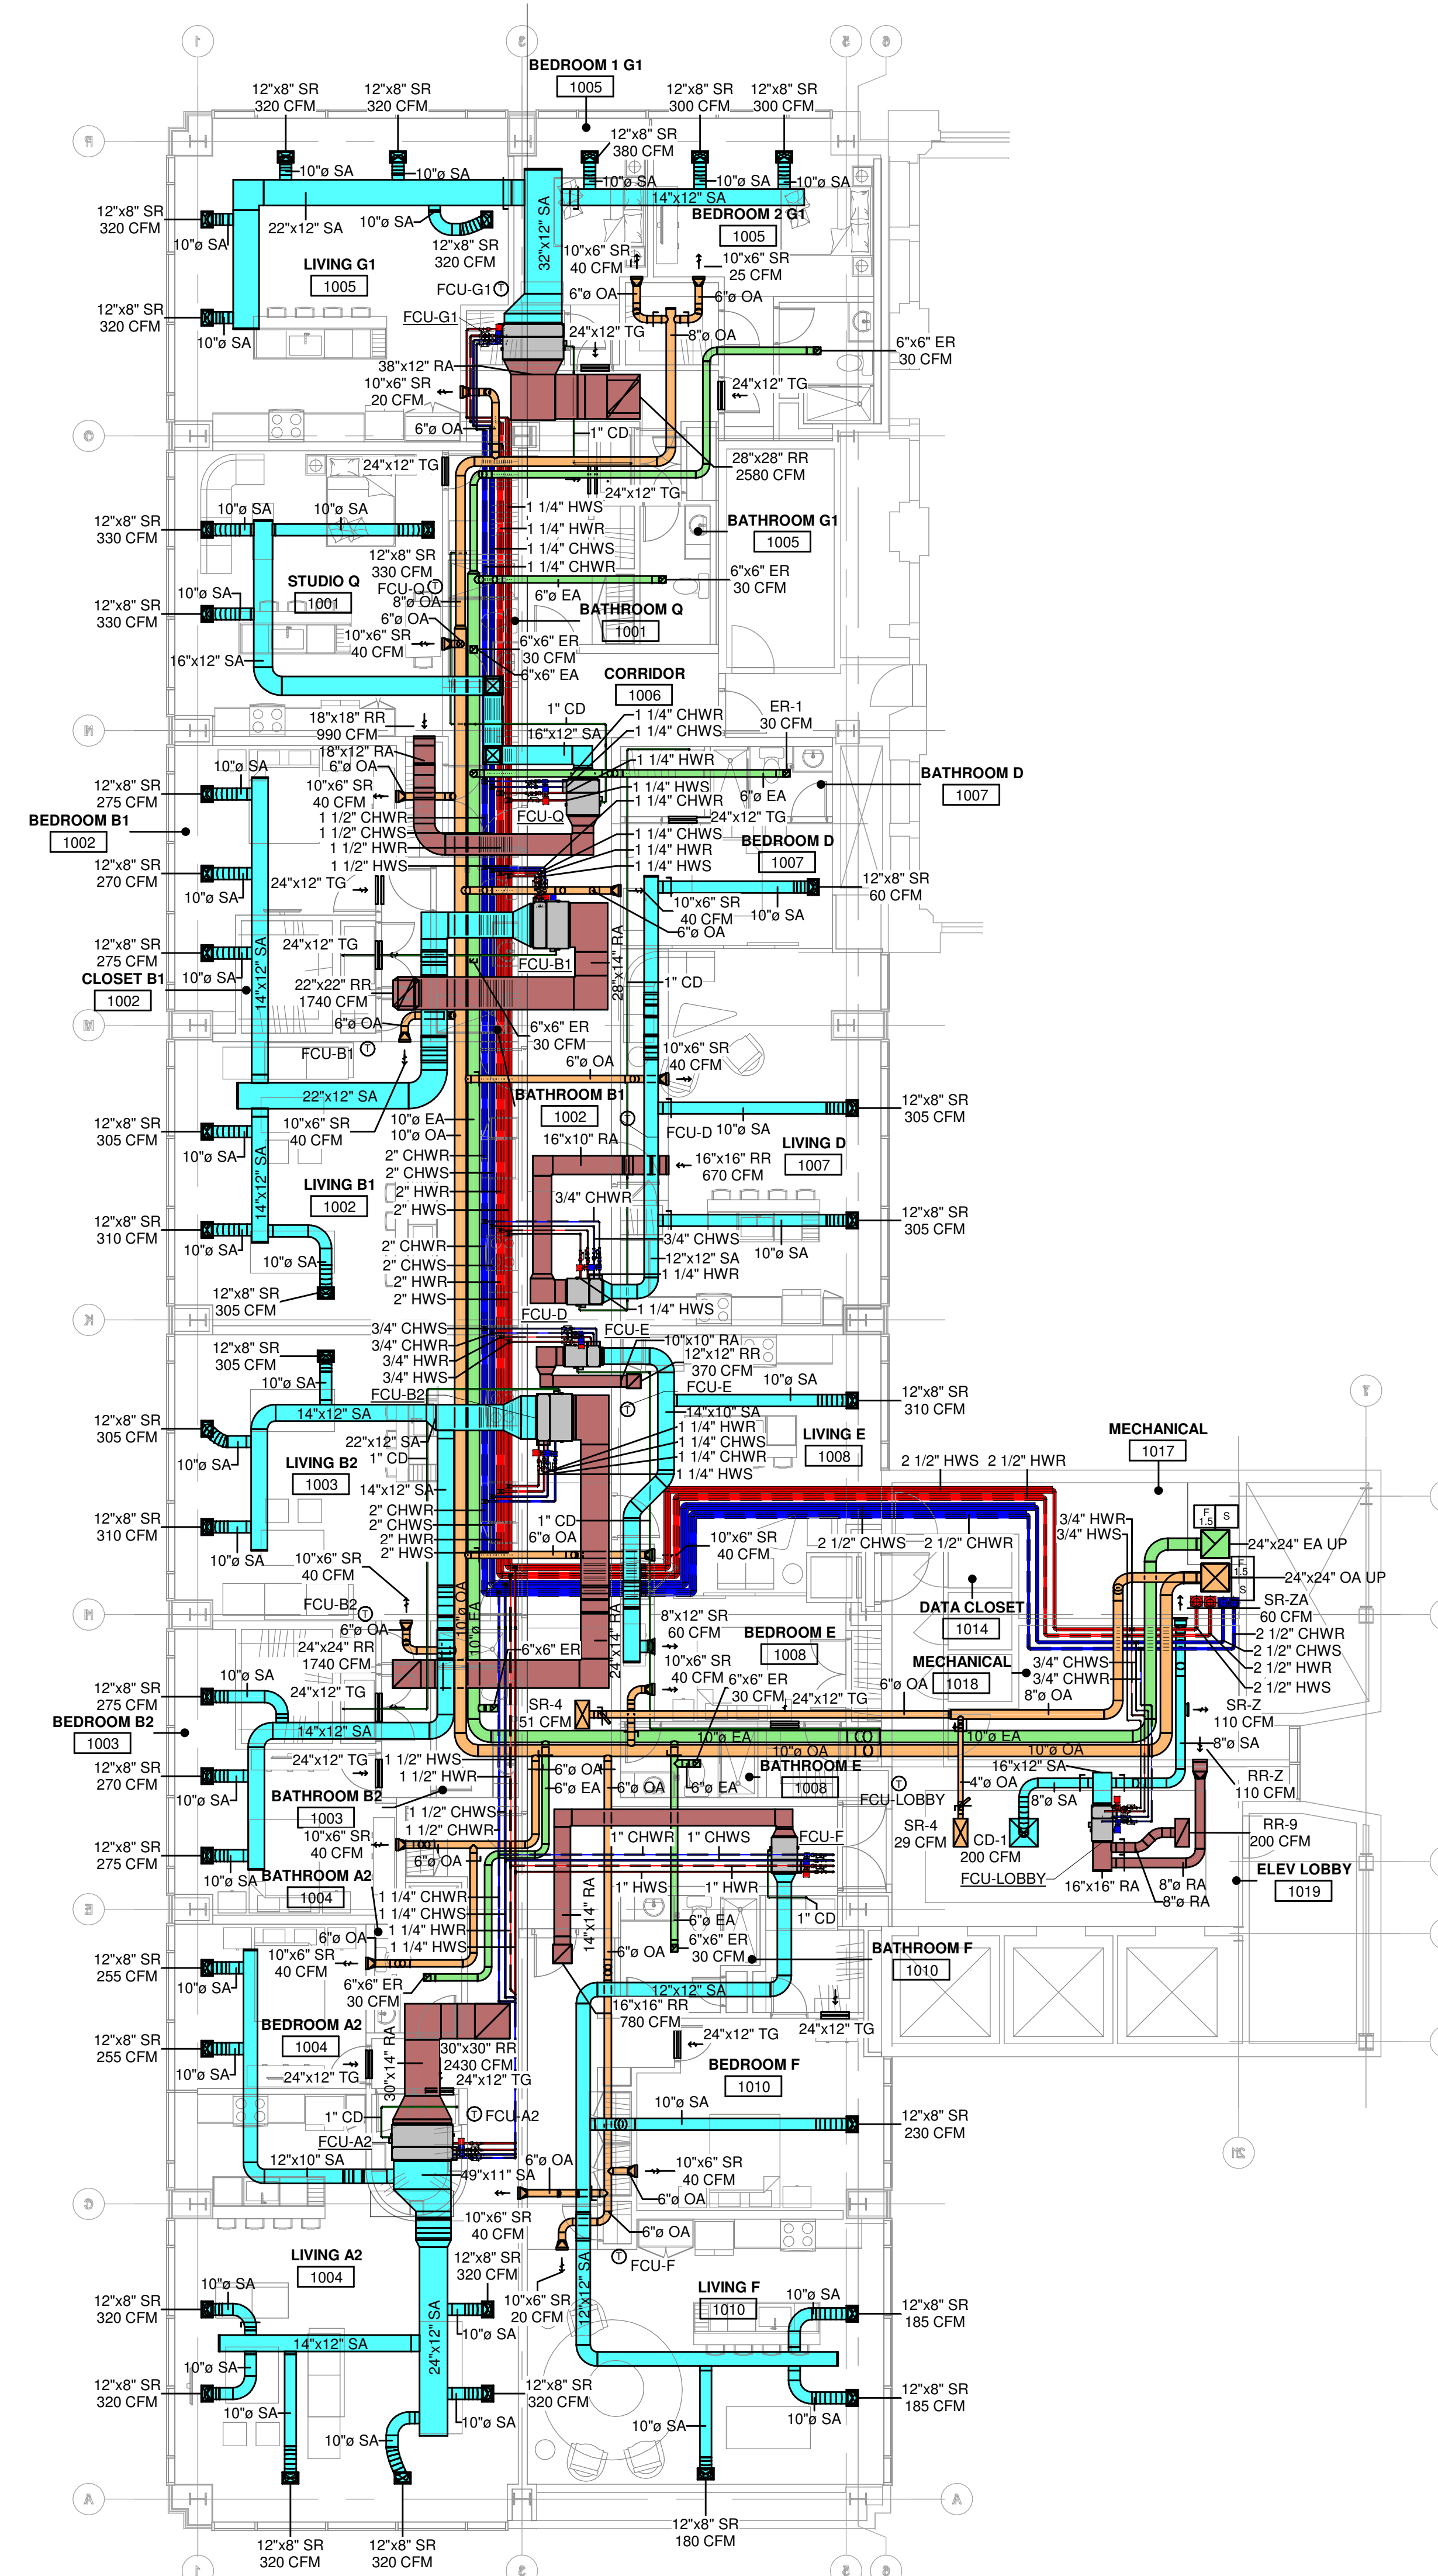 BEDROOM 1 G1
1005
12"x8" SR
320 CFM
12"x8" SR
320 CFM
12"x8" SR
300 CFM
12"x8" SR
300 CFM
12"x8" SR
380 CFM
10"ø SA
10"ø SA
10"ø SA
10"ø SA
10"ø SA
14"x12" SA
12"x8" SR
320 CFM
10"ø SA
22"x12" SA
10"ø SA
12"x8" SR
320 CFM
32"x12" SA
BEDROOM 2 G1
1005
LIVING G1
1005
10"x6" SR
40 CFM
10"x6" SR
25 CFM
FCU-G1
T
6"ø OA
6"ø OA
12"x8" SR
320 CFM
10"ø SA
FCU-G1
24"x12" TG
8"ø OA
6"x6" ER
30 CFM
38"x12" RA
10"x6" SR
20 CFM
24"x12" TG
6"ø OA
1" CD
24"x12" TG
28"x28" RR
2580 CFM
24"x12" TG
12"x8" SR
330 CFM
10"ø SA
10"ø SA
1 1/4" HWS
1 1/4" HWR
1 1/4" CHWS
1 1/4" CHWR
BATHROOM G1
1005
12"x8" SR
330 CFM
STUDIO Q
1001
FCU-Q
T
8"ø OA
6"ø OA
6"x6" ER
30 CFM
6"ø EA
10"ø SA
12"x8" SR
330 CFM
BATHROOM Q
1001
10"x6" SR
40 CFM
6"x6" ER
30 CFM
6"x6" EA
16"x12" SA
CORRIDOR
1006
18"x18" RR
990 CFM
1" CD
16"x12" SA
1 1/4" CHWR
1 1/4" CHWS
ER-1
30 CFM
18"x12" RA
6"ø OA
10"ø SA
12"x8" SR
275 CFM
10"x6" SR
40 CFM
1 1/4" HWR
1 1/4" HWS
1 1/4" CHWR
6"ø EA
BATHROOM D
1007
BEDROOM B1
1002
1 1/2" CHWR
1 1/2" CHWS
1 1/2" HWR
1 1/2" HWS
FCU-Q
24"x12" TG
1 1/4" CHWS
1 1/4" HWR
1 1/4" HWS
BEDROOM D
1007
12"x8" SR
270 CFM
10"ø SA
24"x12" TG
12"x8" SR
60 CFM
10"x6" SR
40 CFM
6"ø OA
10"ø SA
12"x8" SR
275 CFM
24"x12" TG
10"ø SA
14"x12" SA
CLOSET B1
1002
22"x22" RR
1740 CFM
FCU-B1
28"x14" RA
1" CD
6"ø OA
FCU-B1
T
6"x6" ER
30 CFM
6"ø OA
10"x6" SR
40 CFM
22"x12" SA
BATHROOM B1
1002
12"x8" SR
305 CFM
10"x6" SR
40 CFM
10"ø EA
10"ø OA
T
FCU-D
10"ø SA
12"x8" SR
305 CFM
10"ø SA
14"x12" SA
LIVING B1
1002
2" CHWR
2" CHWS
2" HWR
2" HWS
16"x10" RA
16"x16" RR
670 CFM
LIVING D
1007
3/4" CHWR
12"x8" SR
310 CFM
10"ø SA
10"ø SA
12"x8" SR
305 CFM
2" CHWR
2" CHWS
2" HWR
2" HWS
3/4" CHWS
12"x12" SA
1 1/4" HWR
1 1/4" HWS
10"ø SA
12"x8" SR
305 CFM
FCU-D
FCU-E
3/4" CHWS
3/4" CHWR
3/4" HWR
3/4" HWS
10"x10" RA
12"x12" RR
370 CFM
FCU-E
T
12"x8" SR
305 CFM
10"ø SA
FCU-B2
10"ø SA
12"x8" SR
310 CFM
12"x8" SR
305 CFM
14"x12" SA
22"x12" SA
1" CD
14"x10" SA
1 1/4" HWR
1 1/4" CHWS
1 1/4" CHWR
1 1/4" HWS
LIVING E
1008
10"ø SA
LIVING B2
1003
14"x12" SA
MECHANICAL
1017
2 1/2" HWS
2 1/2" HWR
12"x8" SR
310 CFM
10"ø SA
2" CHWR
2" CHWS
2" HWR
2" HWS
1" CD
6"ø OA
10"x6" SR
40 CFM
2 1/2" CHWS
2 1/2" CHWR
3/4" HWR
3/4" HWS
F
1.5
S
24"x24" EA UP
24"x24" OA UP
F
1.5
S
10"x6" SR
40 CFM
FCU-B2
T
6"ø OA
10"ø OA
10"ø EA
24"x14" RA
DATA CLOSET
1014
SR-ZA
60 CFM
8"x12" SR
60 CFM
10"x6" SR
40 CFM
BEDROOM E
1008
MECHANICAL
1018
2 1/2" CHWR
2 1/2" CHWS
2 1/2" HWR
2 1/2" HWS
3/4" CHWS
3/4" CHWR
24"x24" RR
1740 CFM
6"x6" ER
12"x8" SR
275 CFM
10"ø SA
24"x12" TG
SR-4
51 CFM
6"x6" ER
30 CFM
24"x12" TG
6"ø OA
8"ø OA
SR-Z
110 CFM
BEDROOM B2
1003
14"x12" SA
10"ø EA
10"ø OA
10"ø EA
10"ø OA
8"ø SA
12"x8" SR
270 CFM
10"ø SA
24"x12" TG
1 1/2" HWS
1 1/2" HWR
6"ø OA
6"ø EA
6"ø OA
6"ø EA
BATHROOM E
1008
T
FCU-LOBBY
4"ø OA
16"x12" SA
8"ø SA
RR-Z
110 CFM
BATHROOM B2
1003
1 1/2" CHWS
1 1/2" CHWR
12"x8" SR
275 CFM
10"ø SA
10"x6" SR
40 CFM
6"ø OA
1" CHWR
1" CHWS
FCU-F
SR-4
29 CFM
CD-1
200 CFM
RR-9
200 CFM
BATHROOM A2
1004
1" HWS
1" HWR
FCU-LOBBY
16"x16" RA
8"ø RA
8"ø RA
ELEV LOBBY
1019
1 1/4" CHWR
1 1/4" CHWS
1 1/4" HWR
1 1/4" HWS
14"x14" RA
6"ø EA
1" CD
6"ø OA
6"ø OA
6"x6" ER
30 CFM
BATHROOM F
1010
12"x8" SR
255 CFM
10"ø SA
10"x6" SR
40 CFM
6"x6" ER
30 CFM
12"x12" SA
16"x16" RR
780 CFM
24"x12" TG
24"x12" TG
BEDROOM A2
1004
12"x8" SR
255 CFM
10"ø SA
24"x12" TG
30"x14" RA
30"x30" RR
2430 CFM
24"x12" TG
BEDROOM F
1010
1" CD
T
FCU-A2
FCU-A2
10"ø SA
12"x8" SR
230 CFM
12"x10" SA
49"x11" SA
6"ø OA
10"x6" SR
40 CFM
6"ø OA
10"x6" SR
40 CFM
6"ø OA
LIVING A2
1004
T
FCU-F
12"x8" SR
320 CFM
10"ø SA
12"x8" SR
320 CFM
10"ø SA
10"x6" SR
20 CFM
12"x12" SA
LIVING F
1010
10"ø SA
12"x8" SR
185 CFM
14"x12" SA
24"x12" SA
12"x8" SR
320 CFM
10"ø SA
10"ø SA
12"x8" SR
320 CFM
10"ø SA
12"x8" SR
185 CFM
10"ø SA
10"ø SA
10"ø SA
12"x8" SR
320 CFM
12"x8" SR
320 CFM
12"x8" SR
180 CFM